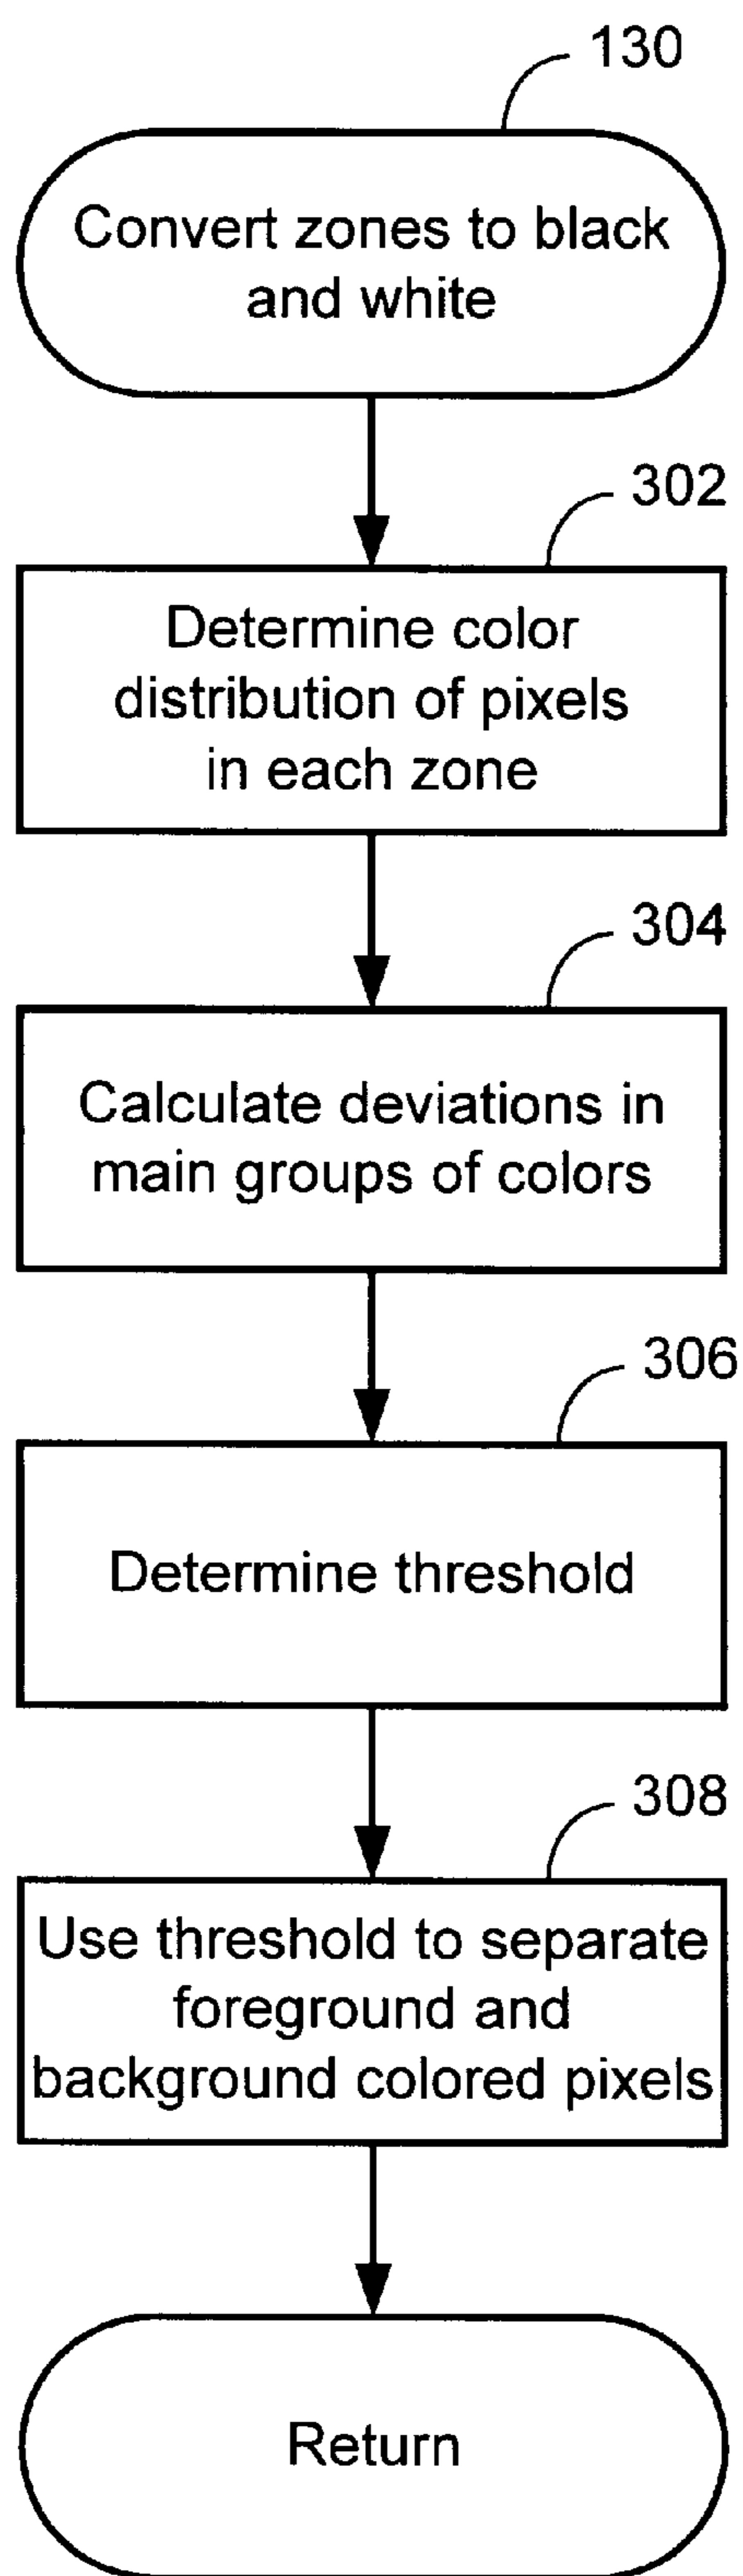 130
Convert zones to black
and white
302
Determine color
distribution of pixels
in each zone
304
Calculate deviations in
main groups of colors
306
Determine threshold
308
Use threshold to separate
foreground and
background colored pixels
Return